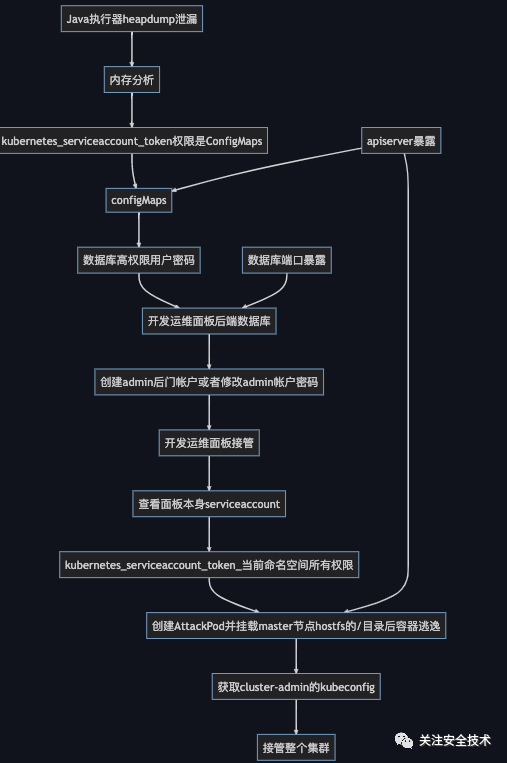 Java执行器heapdump泄漏
内存分析
kubernetes_serviceaccount_token权限是ConfigMaps
apiserver暴露
configMaps
数据库高权限用户密码
数据库端口暴露
开发运维面板后端数据库
创建admin后门帐户或者修改admin帐户密码
开发运维面板接管
查看面板本身serviceaccount
kubernetes_serviceaccount_token_当前命名空间所有权限
创建AttackPod并挂载master节点hostfs的/目录后容器逃逸
获取cluster-admin的kubeconfig
接管整个集群
关注安全技术